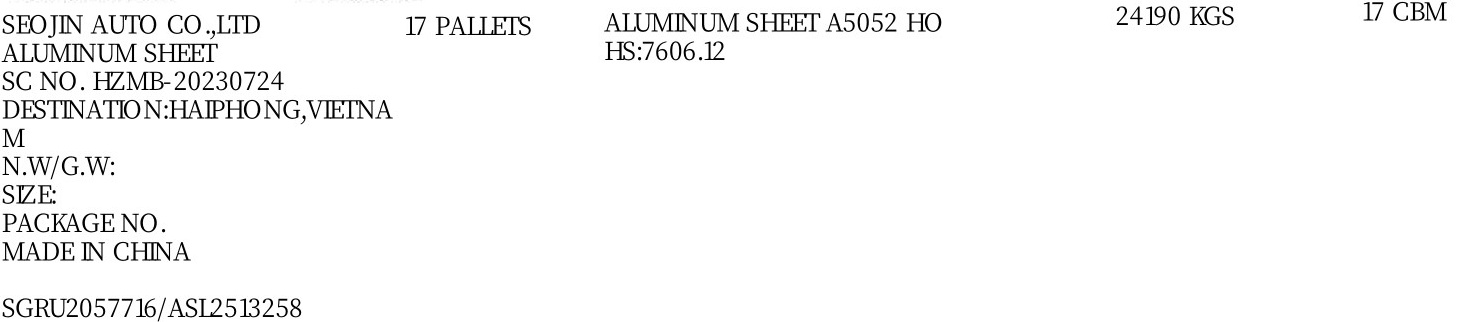 SEOJIN AUTO CO.,LTD 17 PALLETS ALUMINUM SHEET A5052 HO 24190 KGS 17 CBM
ALUMINUM SHEET HS:7606.12
SC NO. HZMB-20230724
DESTINATION:HAIPHONG,VIETNA
M
N.W/G.W:
SIZE:
PACKAGE NO.
MADE IN CHINA
SGRU2057716/ASL2513258